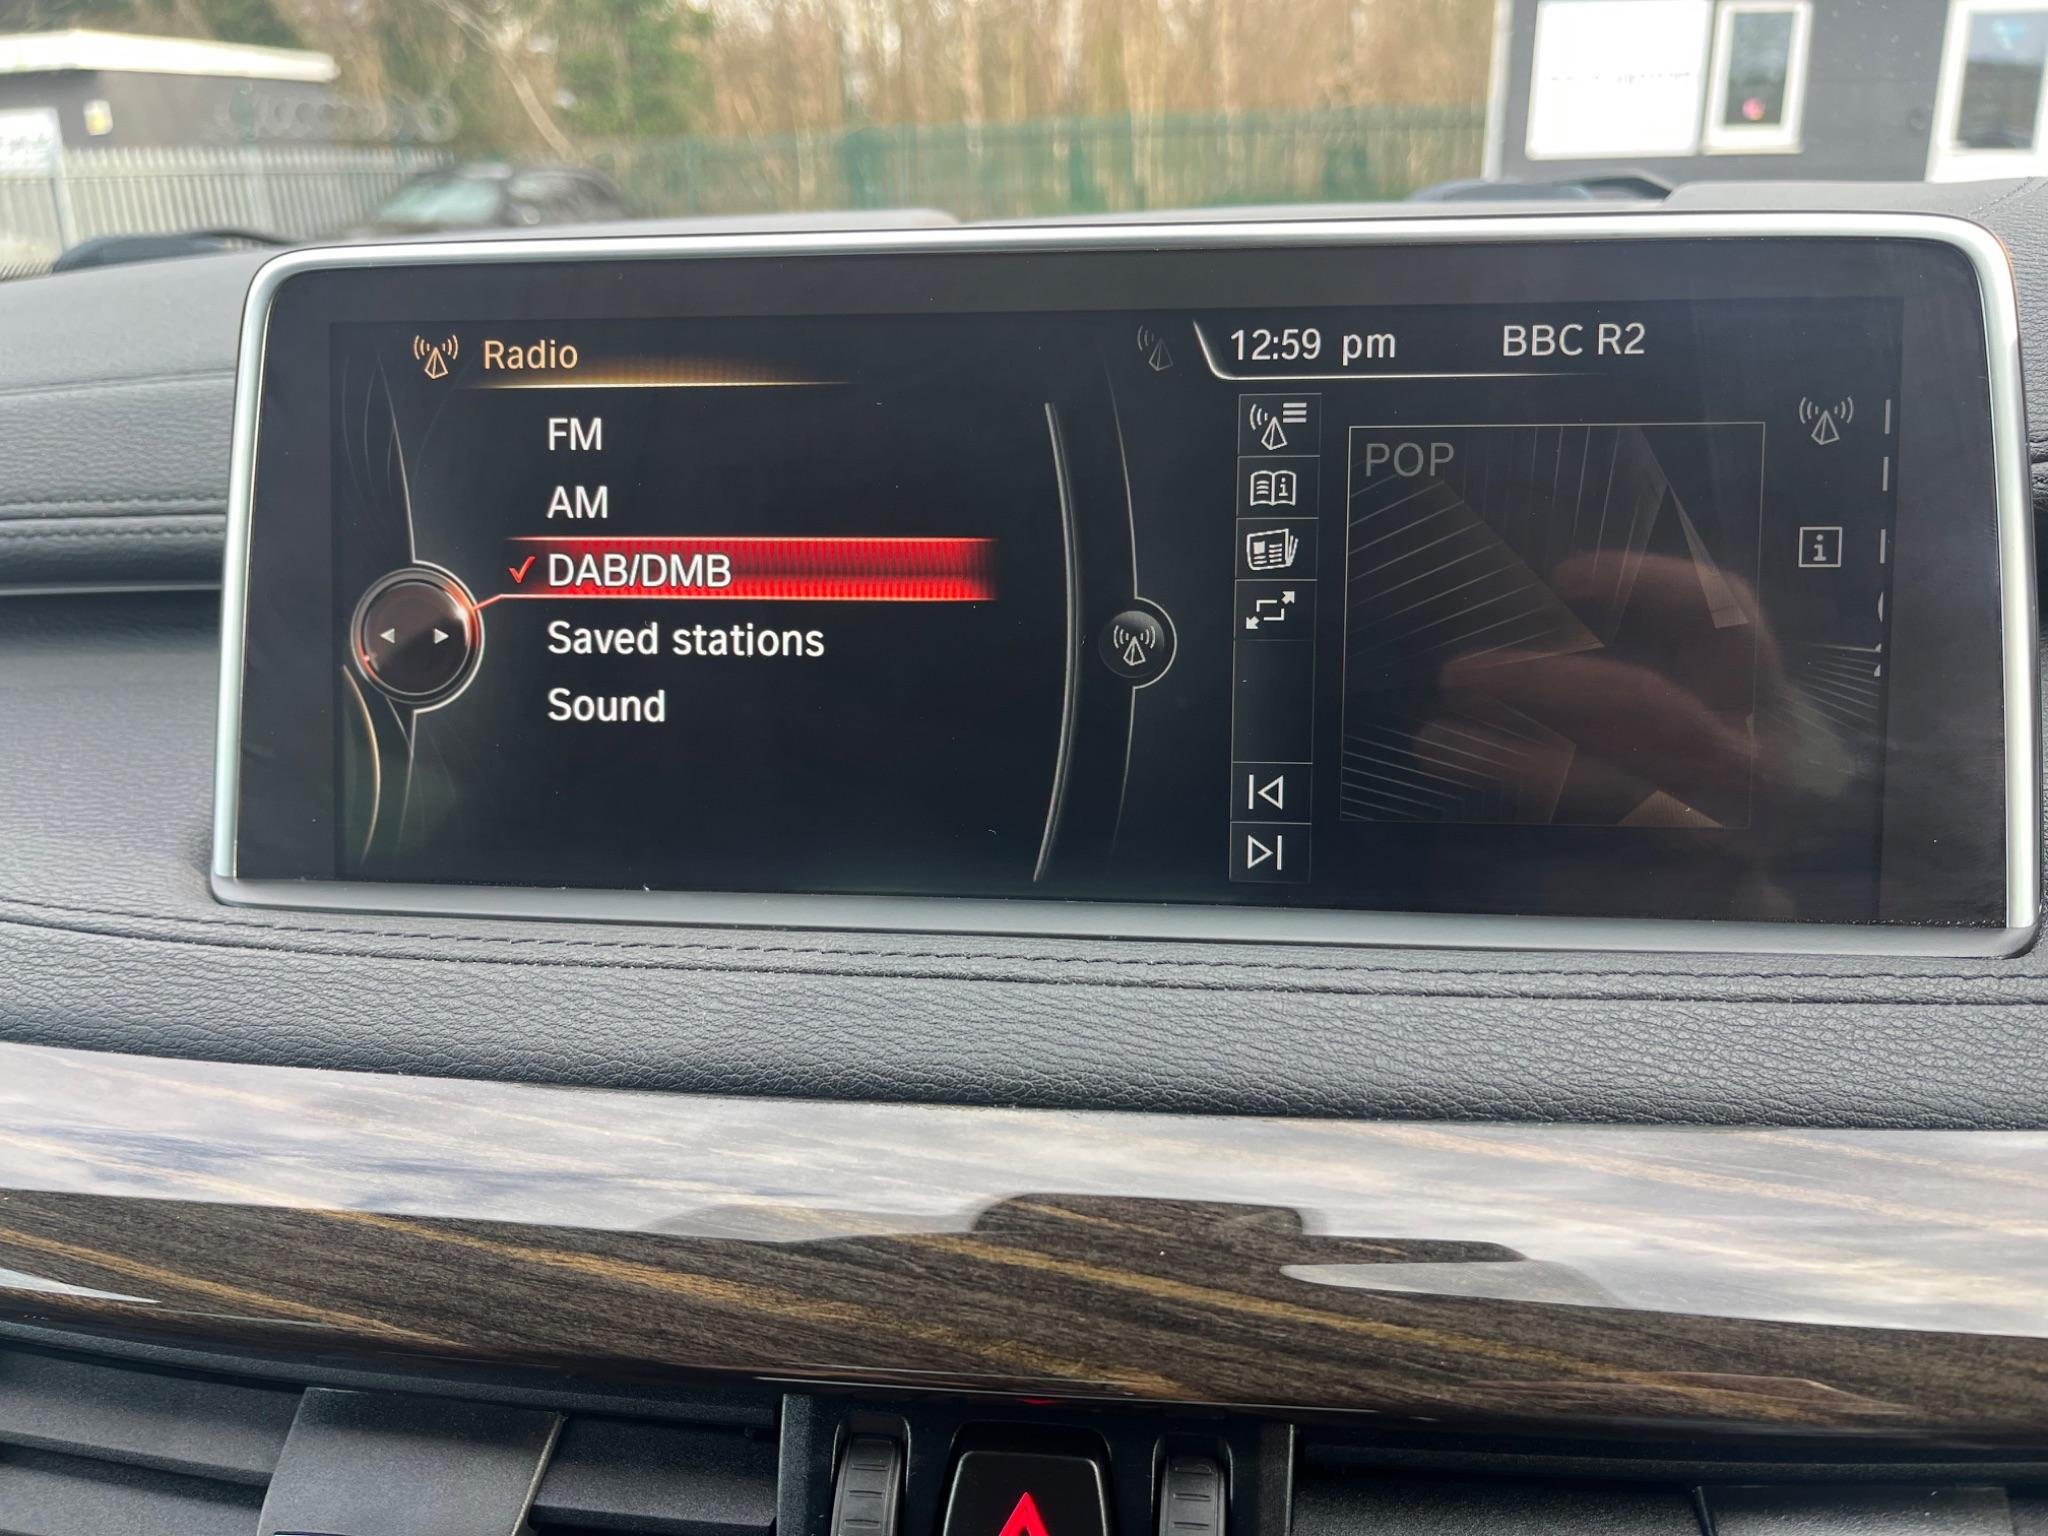 Radio
12:59 pm BBC R2
FM
AM
DAB/DMB
Saved stations
Sound
POP